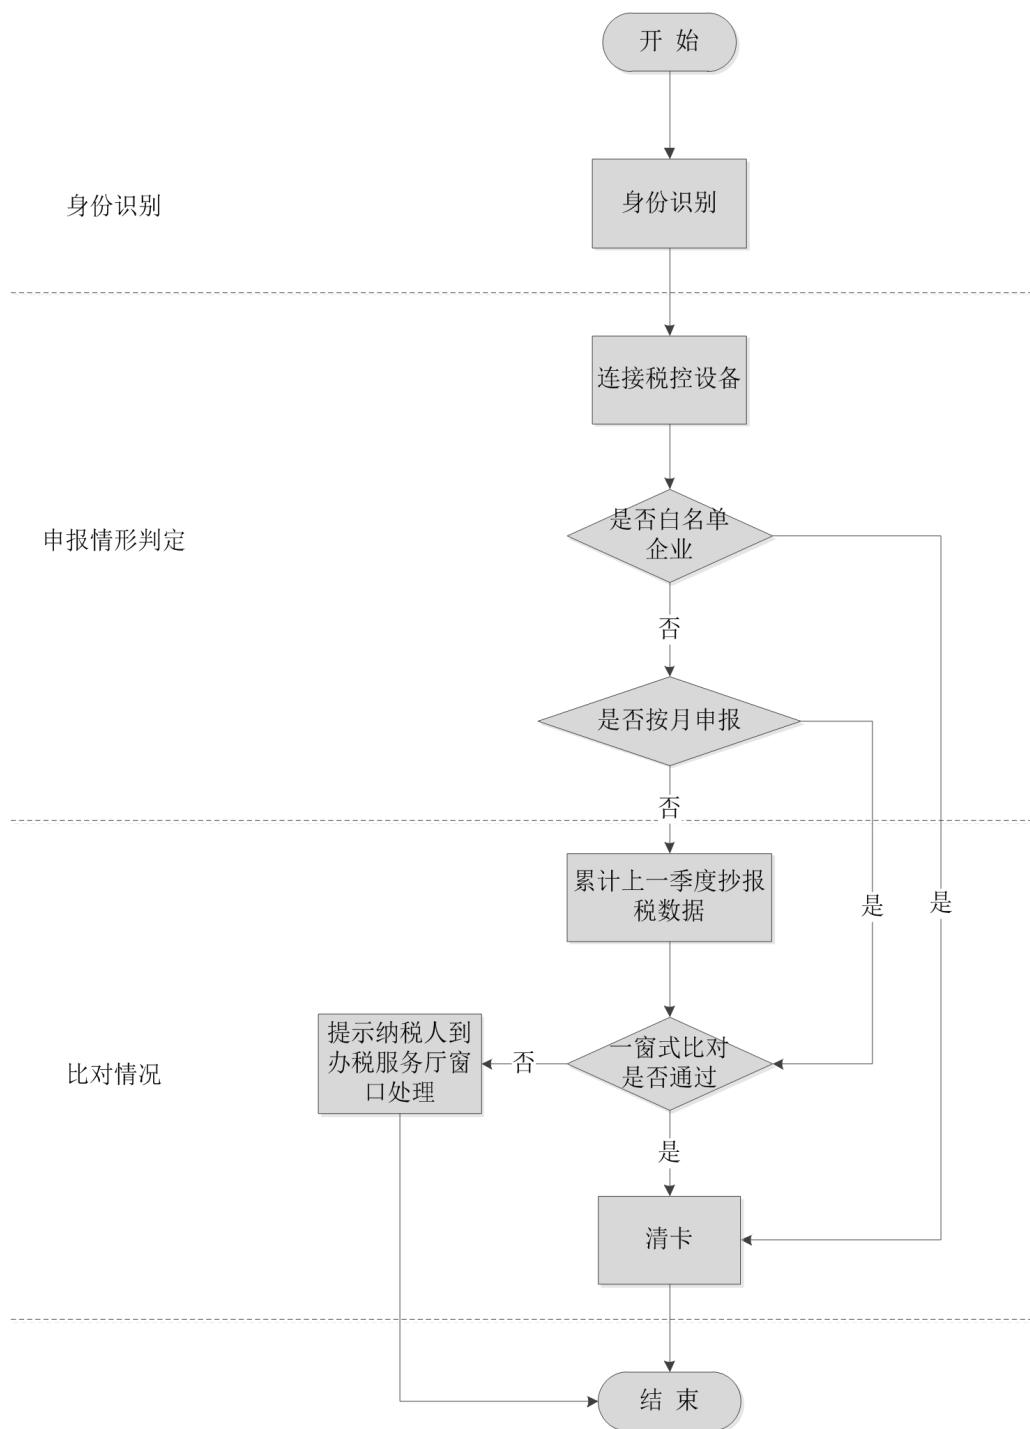 开 始
身份识别
身份识别
连接税控设备
申报情形判定
是否白名单
企业
否
是否按月申报
否
累计上一季度抄报
税数据
是
是
比对情况
提示纳税人到
办税服务厅窗
口处理
否
一窗式比对
是否通过
是
清卡
结 束